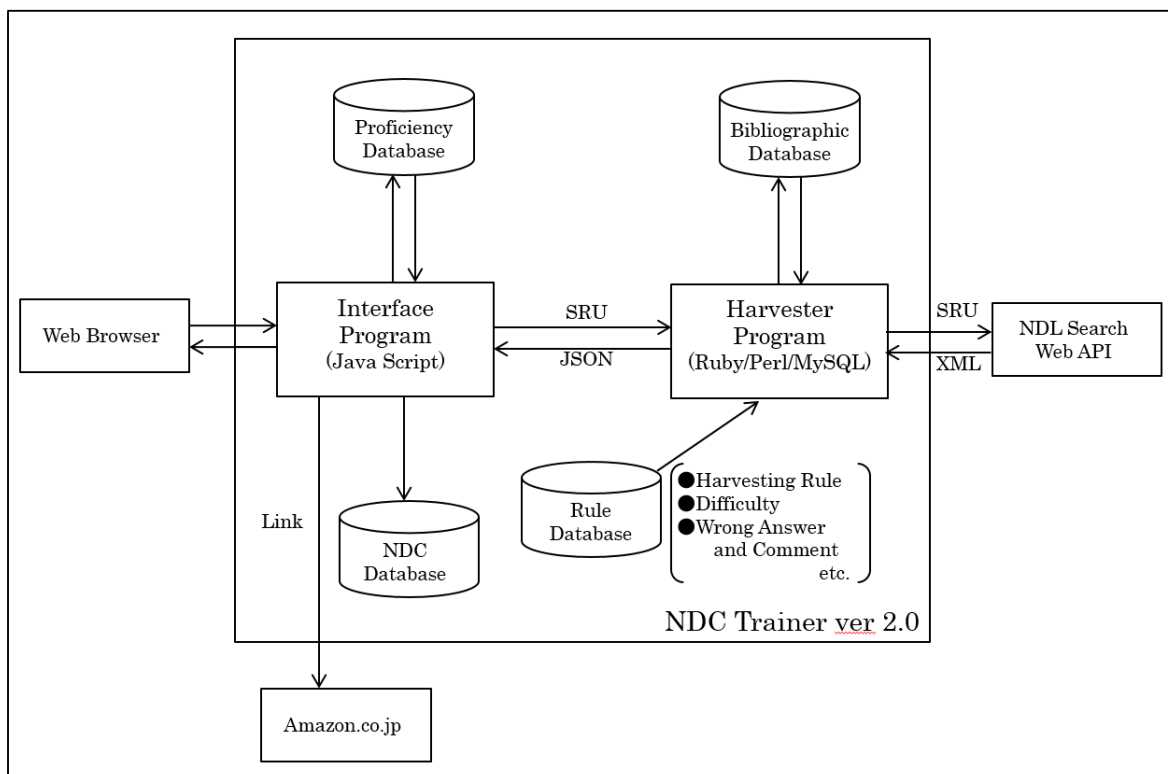 Proficiency
Database
Bibliographic
Database
Web Browser
Interface
Program
(Java Script)
SRU
JSON
Harvester
Program
(Ruby/Perl/MySQL)
SRU
XML
NDL Search
Web API
Link
NDC
Database
Rule
Database
●Harvesting Rule
●Difficulty
●Wrong Answer
and Comment
etc.
NDC Trainer ver 2.0
Amazon.co.jp